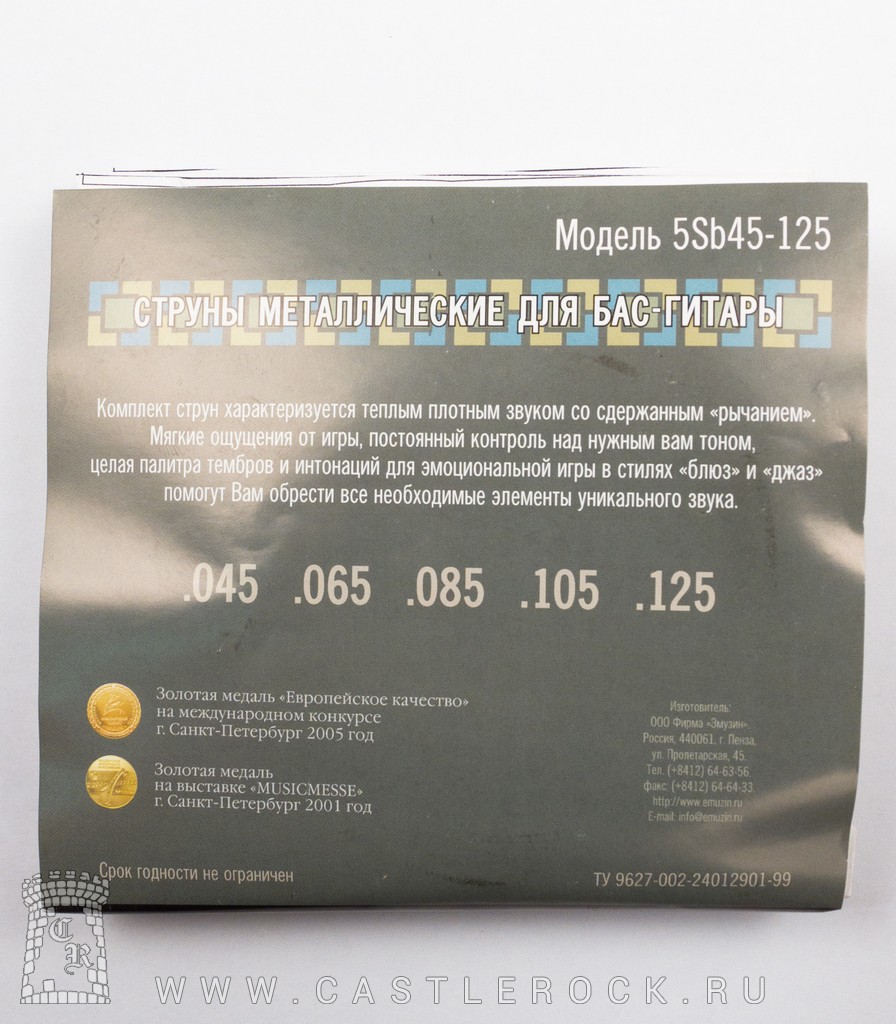 Модель 5Sb45-125
СТРУНЫ МЕТАЛЛИЧЕСКИЕ ДЛЯ БАС-ГИТАРЫ
Комплект струн характеризуется теплым плотным звуком со сдержанным «рычанием».
Мягкие ощущения от игры, постоянный контроль над нужным вам тоном,
целая палитра тембров и интонаций для эмоциональной игры в стилях «блюз» и «джаз»
помогут Вам обрести все необходимые элементы уникального звука.
.045 .065 .085 .105 .125
Золотая медаль «Европейское качество»
на международном конкурсе
г. Санкт-Петербург 2005 год
Золотая медаль
на выставке «MUSICMESSE»
г. Санкт-Петербург 2001 год
Изготовитель:
ООО Фирма «Эмузин».
Россия, 440061, г. Пенза,
ул. Пролетарская, 45.
Тел. (+8412) 64-63-56
факс: (+8412) 64-64-33.
http://www.emuzin.ru
E-mail: info@emuzin.ru
Срок годности не ограничен
ТУ 9627-002-24012901-99
CR
WWW.CASTLEROCK.RU